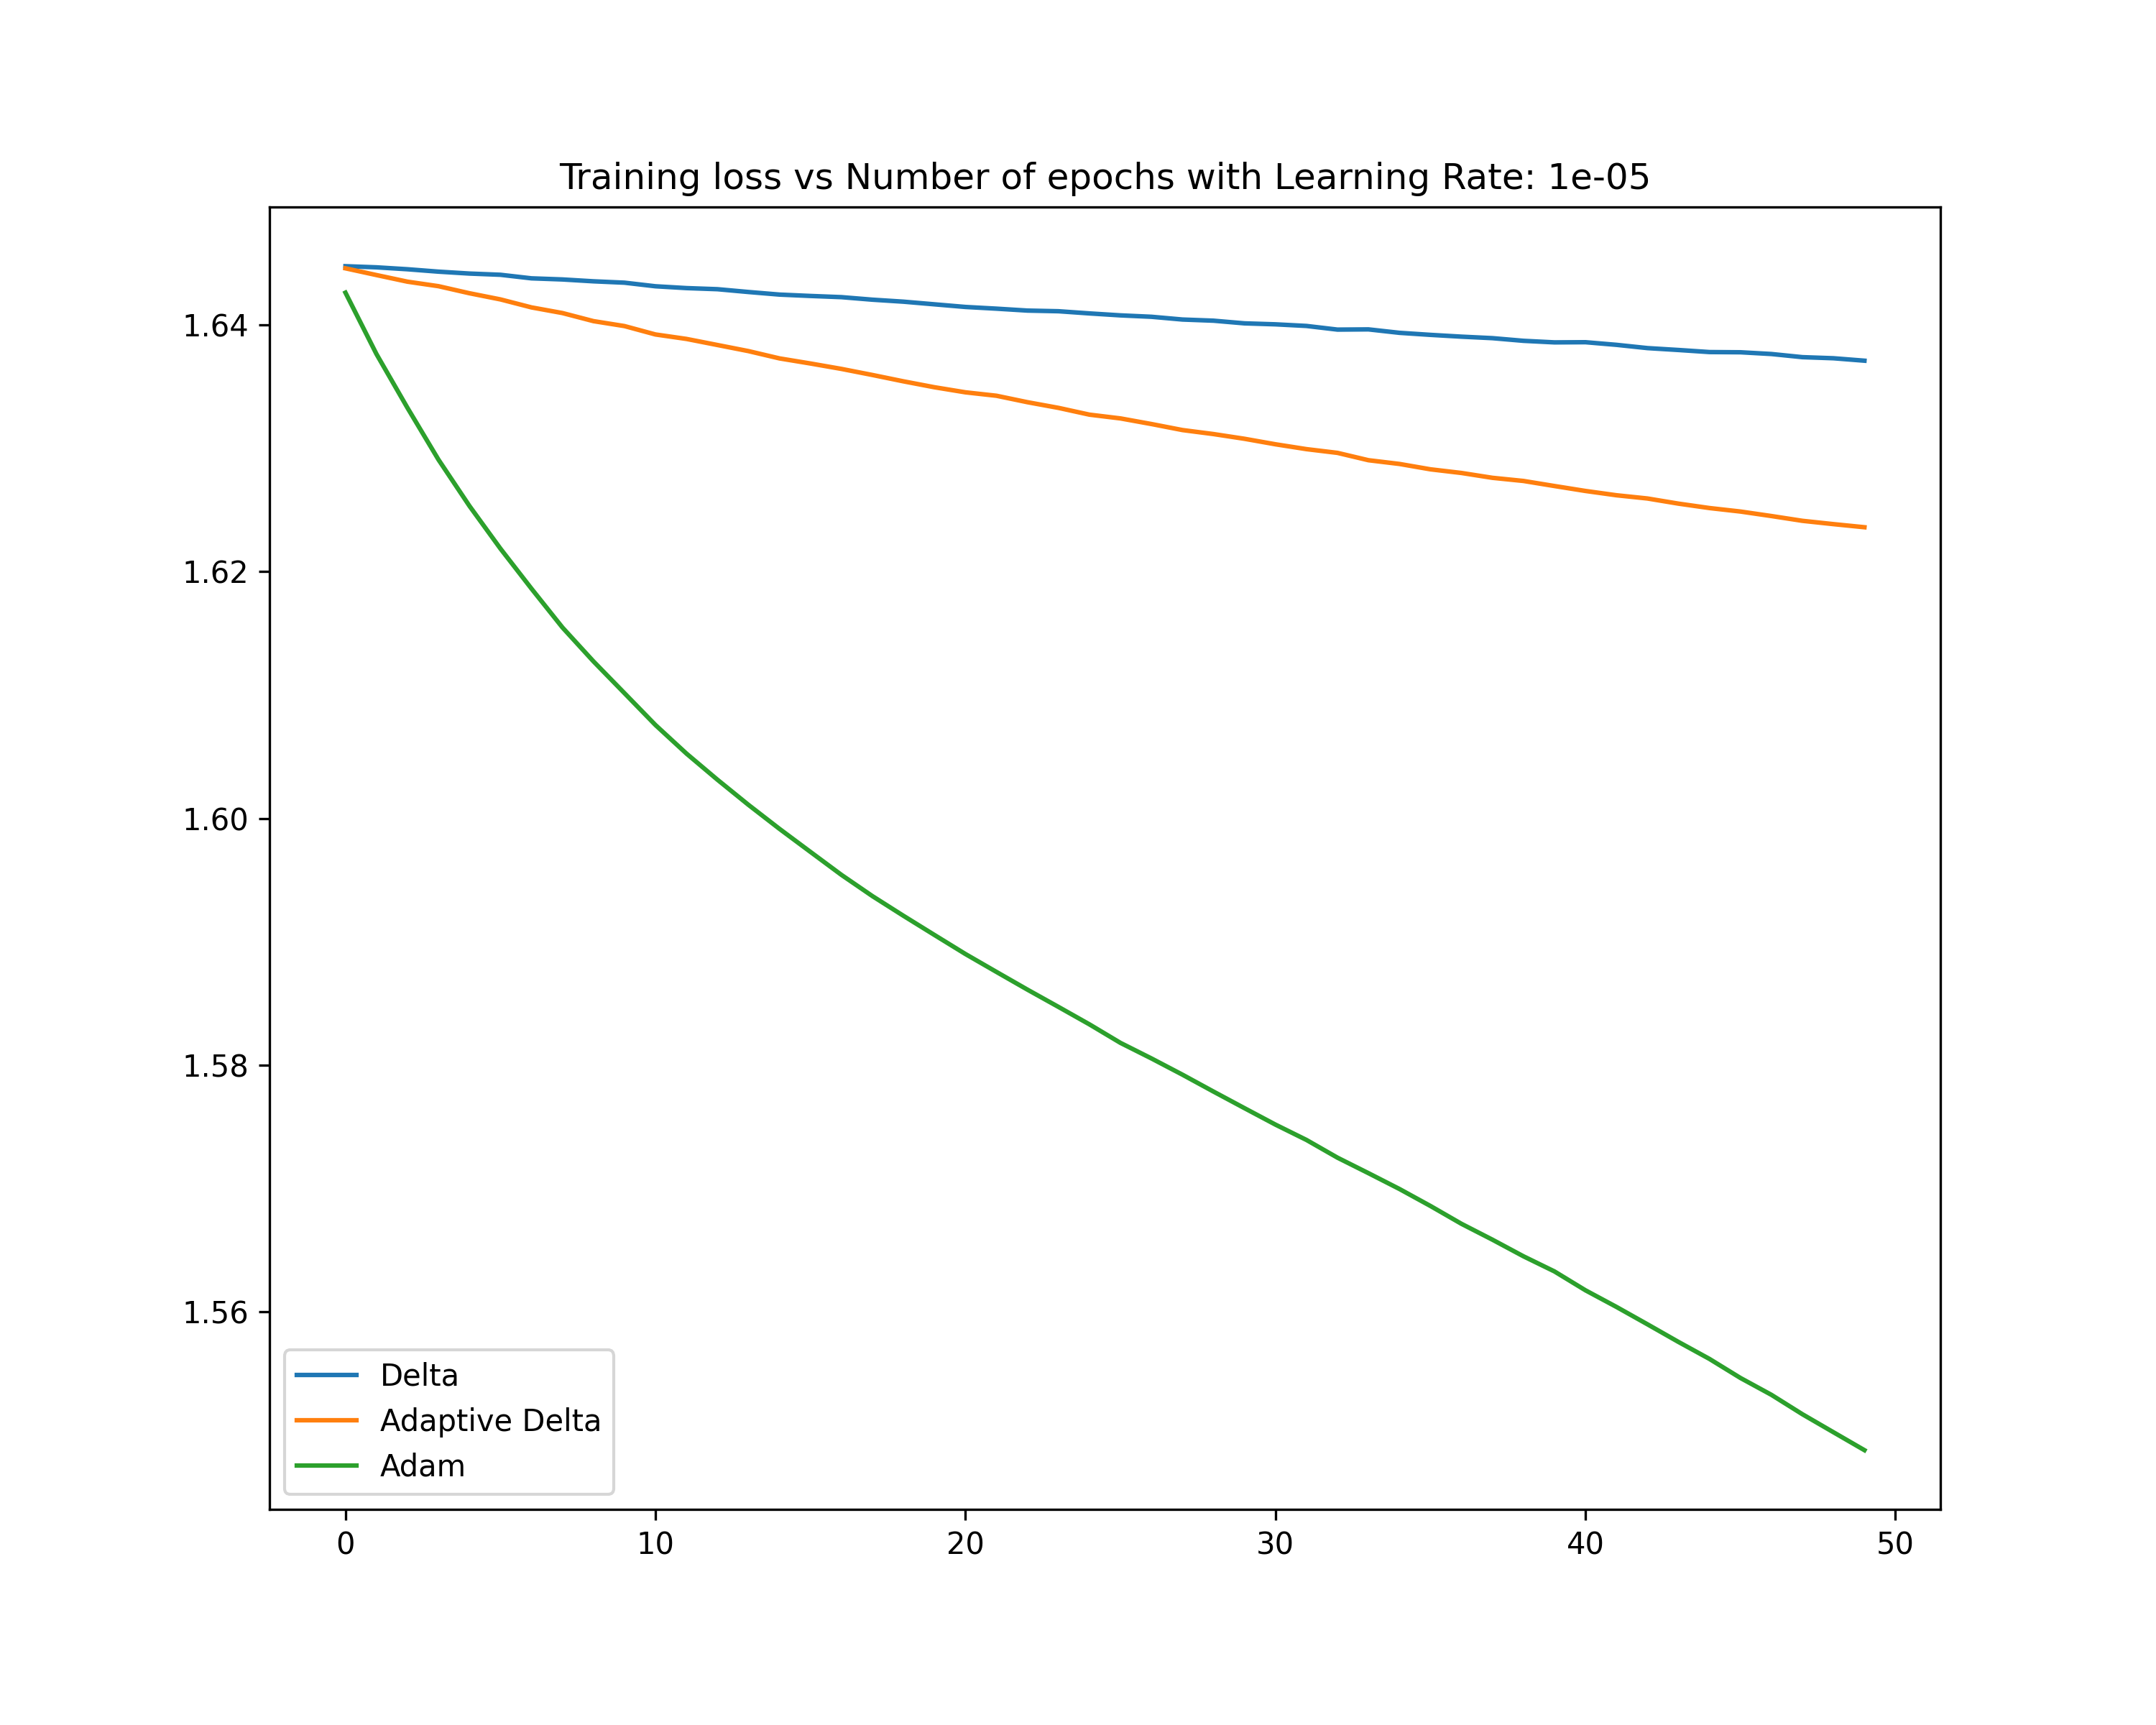 Training loss vs Number of epochs with Learning Rate: 1e-05
1.64
1.62
1.60
1.58
1.56
Delta
Adaptive Delta
Adam
0 10 20 30 40 50